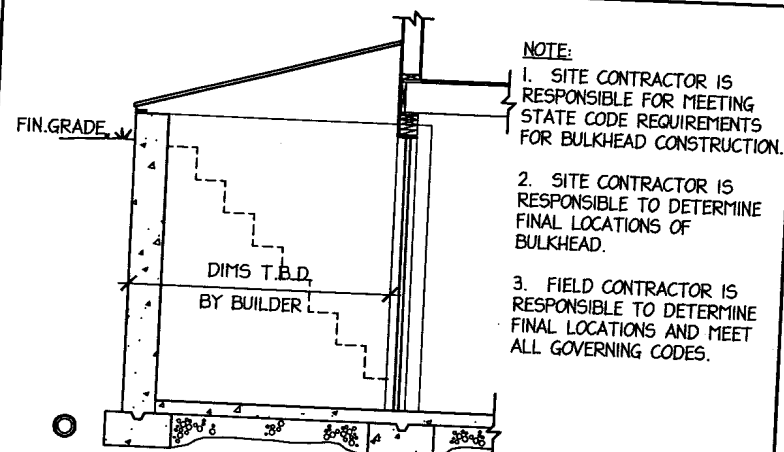 NOTE:
1. SITE CONTRACTOR IS
RESPONSIBLE FOR MEETING
STATE CODE REQUIREMENTS
FOR BULKHEAD CONSTRUCTION.
2. SITE CONTRACTOR IS
RESPONSIBLE TO DETERMINE
FINAL LOCATIONS OF
BULKHEAD.
3. FIELD CONTRACTOR IS
RESPONSIBLE TO DETERMINE
FINAL LOCATIONS AND MEET
ALL GOVERNING CODES.
FIN.GRADE
DIMS T.B.D.
BY BUILDER